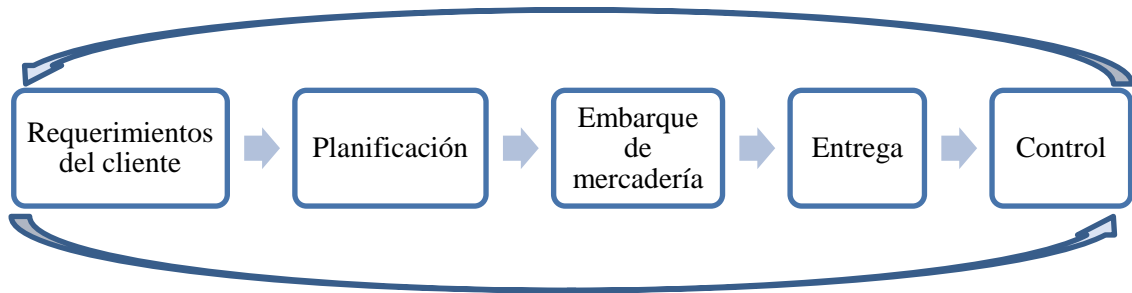 Requerimientos
del cliente
Planificación
Embarque
de
mercadería
Entrega
Control